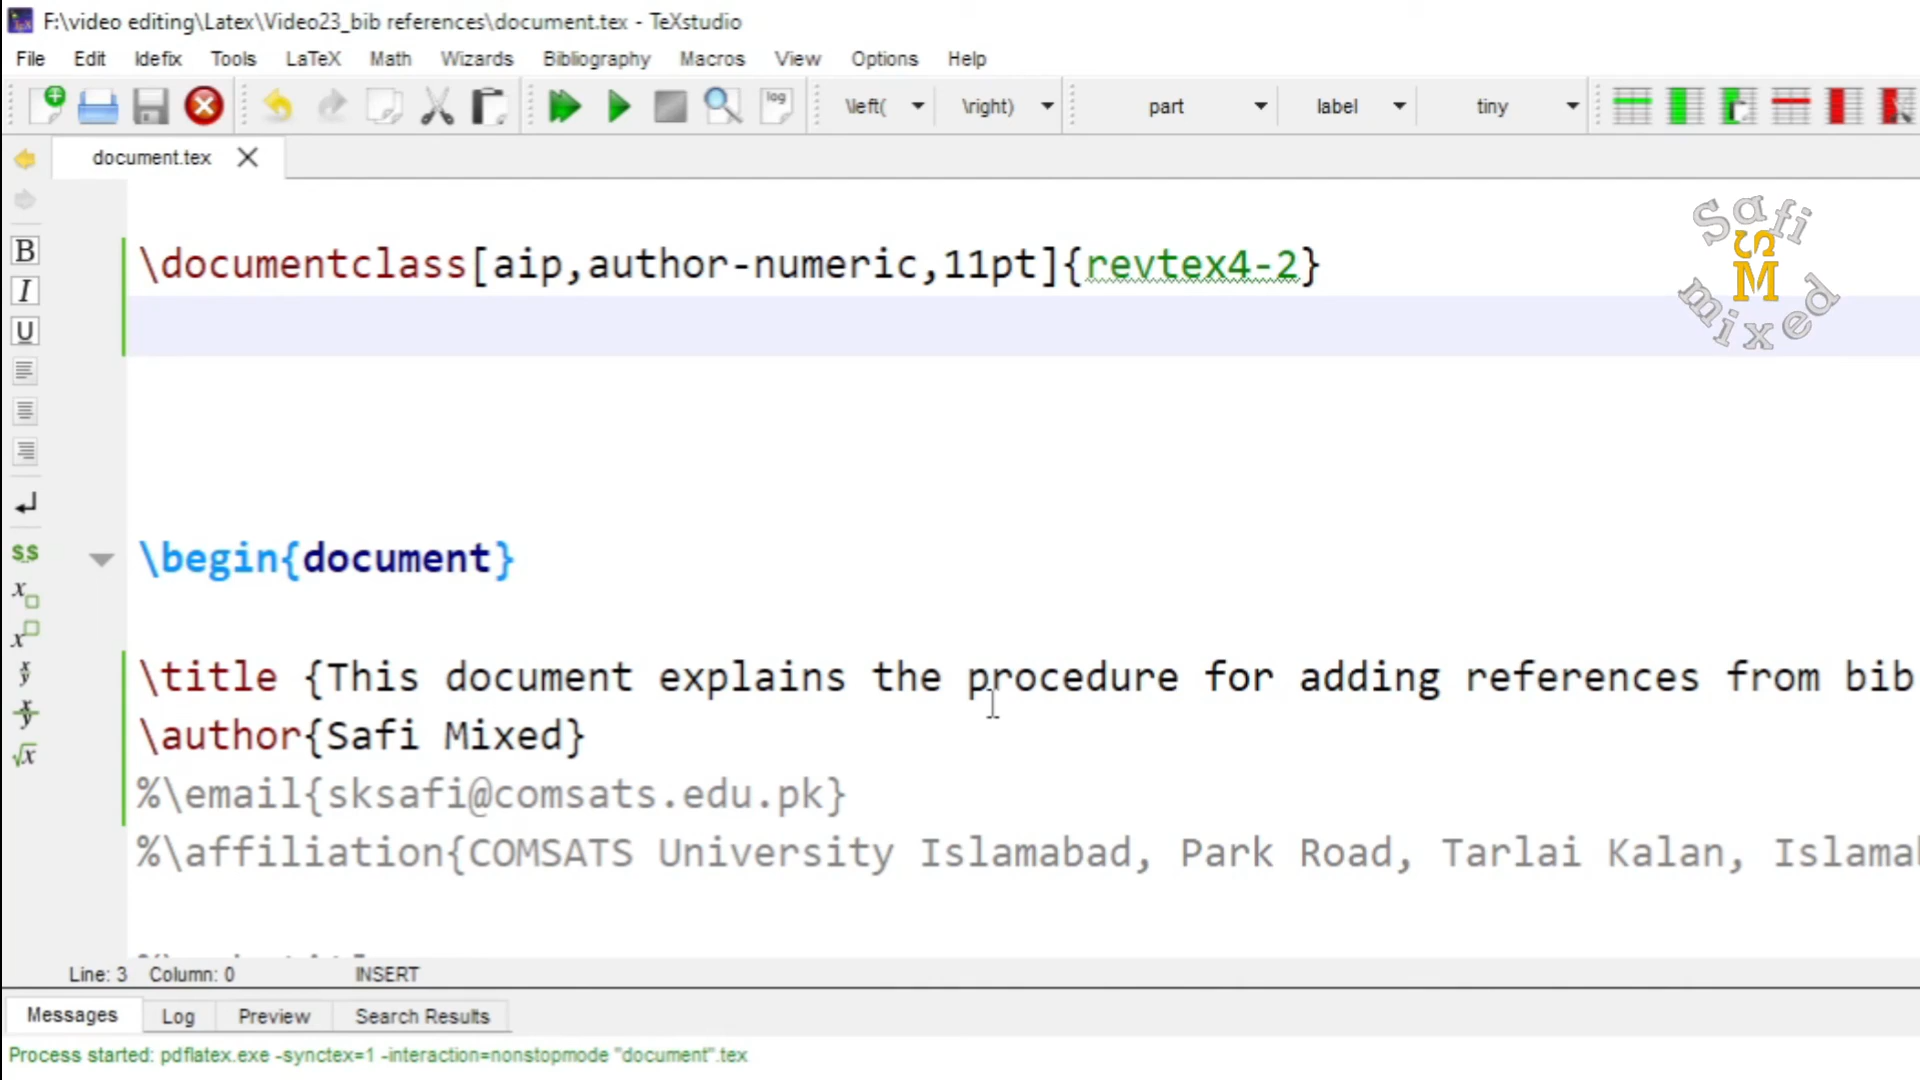 F:\video editing\Latex\Video23_bib references\document.tex - TeXstudio
File Edit Idefix Tools LaTeX Math Wizards Bibliography Macros View Options Help
log \left( \right) part label tiny
document.tex
Safi
SM
mixed
\documentclass[aip,author-numeric,11pt]{revtex4-2}
B
I
U
\begin{document}
$$
\title {This document explains the procedure for adding references from bib
\author{Safi Mixed}
%\email{sksafi@comsats.edu.pk}
%\affiliation{COMSATS University Islamabad, Park Road, Tarlai Kalan,
Line: 3 Column: 0 INSERT
Messages Log Preview Search Results
Process started: pdflatex.exe -synctex=1 -interaction=nonstopmode "document".tex